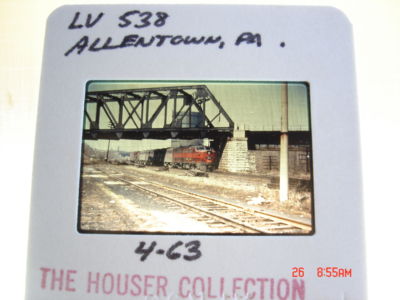 LV 538
ALLENTOWN, PA .
4-63
THE HOUSER COLLECTION
26 8:55AM